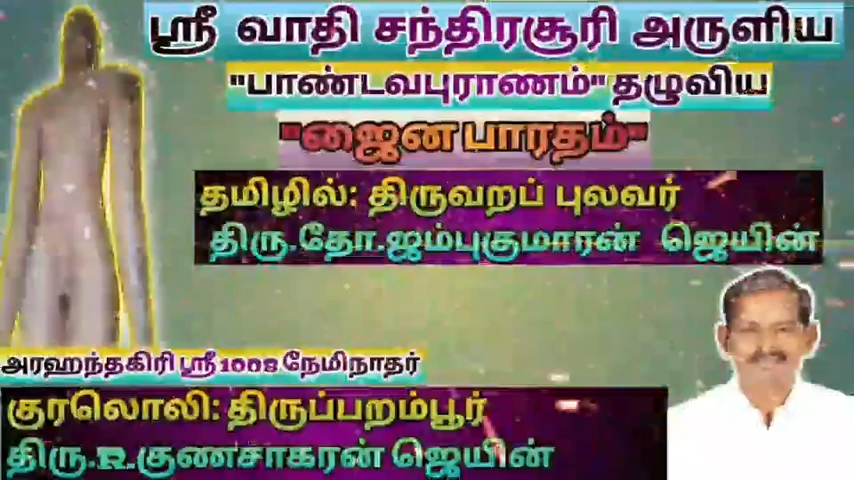 ஸ்ரீ வாதி சந்திரசூரி அருளிய
"பாண்டவபுராணம்" தழுவிய
"ஜைன பாரதம்"
தமிழில்: திருவறப் புலவர்
திரு.தோ.ஜம்புகுமாரன் ஜெயின்
அரஹந்தகிரி ஸ்ரீ 1008 நேமிநாதர்
குரலொலி: திருப்பறம்பூர்
திரு.R.குணசாகரன் ஜெயின்